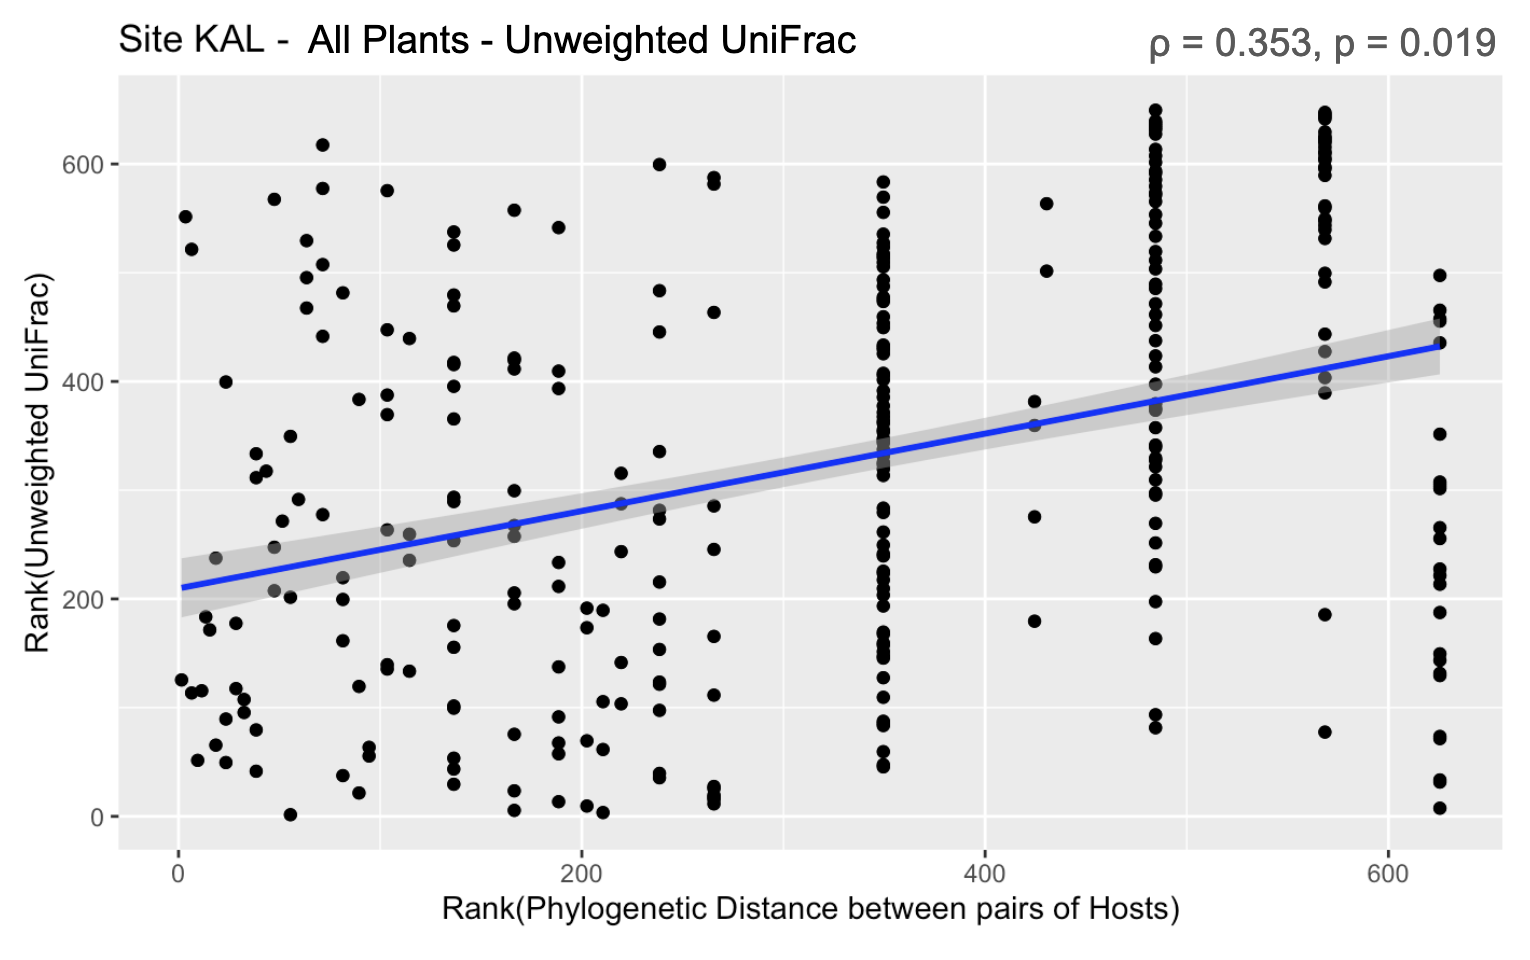 Site KAL - All Plants - Unweighted UniFrac
ρ = 0.353, p = 0.019
Rank(Unweighted UniFrac)
600
400
200
0
0 200 400 600
Rank(Phylogenetic Distance between pairs of Hosts)